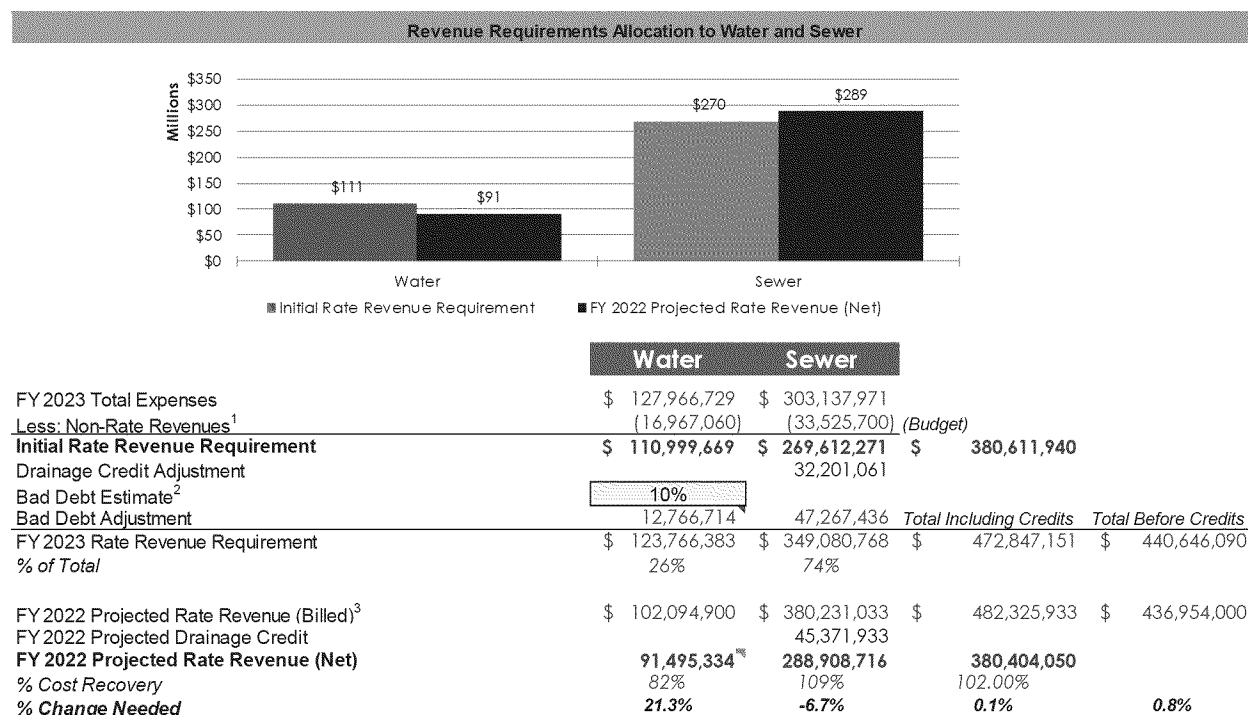 Revenue Requirements Allocation to Water and Sewer
Millions
$350
$300
$250
$200
$150
$100
$50
$0
$111
$91
$270
$289
Water
Sewer
Initial Rate Revenue Requirement
FY 2022 Projected Rate Revenue (Net)
Water Sewer
FY 2023 Total Expenses $ 127,966,729 $ 303,137,971
Less: Non-Rate Revenues1 (16,967,060) (33,525,700) (Budget)
Initial Rate Revenue Requirement $ 110,999,669 $ 269,612,271 $ 380,611,940
Drainage Credit Adjustment 32,201,061
Bad Debt Estimate2 10%
Bad Debt Adjustment 12,766,714 47,267,436 Total Including Credits Total Before Credits
FY 2023 Rate Revenue Requirement $ 123,766,383 $ 349,080,768 $ 472,847,151 $ 440,646,090
% of Total 26% 74%
FY 2022 Projected Rate Revenue (Billed)3 $ 102,094,900 $ 380,231,033 $ 482,325,933 $ 436,954,000
FY 2022 Projected Drainage Credit 45,371,933
FY 2022 Projected Rate Revenue (Net) 91,495,334 288,908,716 380,404,050
% Cost Recovery 82% 109% 102.00%
% Change Needed 21.3% -6.7% 0.1% 0.8%